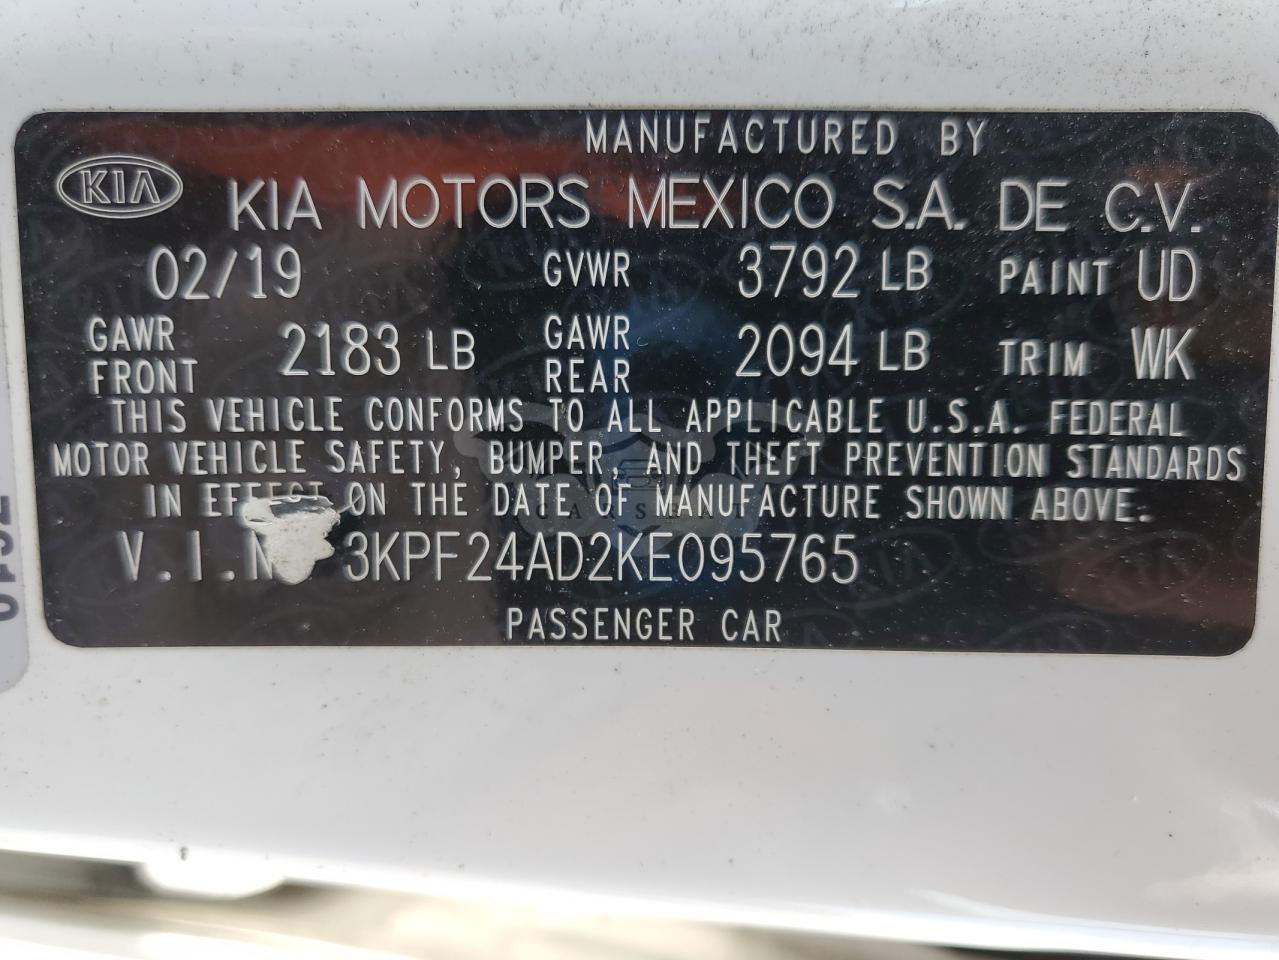 MANUFACTURED BY
KIA
KIA MOTORS MEXICO S.A. DE C.V.
02/19 GVWR 3792 LB PAINT UD
GAWR FRONT 2183 LB GAWR REAR 2094 LB TRIM WK
THIS VEHICLE CONFORMS TO ALL APPLICABLE U.S.A. FEDERAL
MOTOR VEHICLE SAFETY, BUMPER, AND THEFT PREVENTION STANDARDS
IN EFFECT ON THE DATE OF MANUFACTURE SHOWN ABOVE.
V.I.N 3KPF24AD2KE095765
PASSENGER CAR